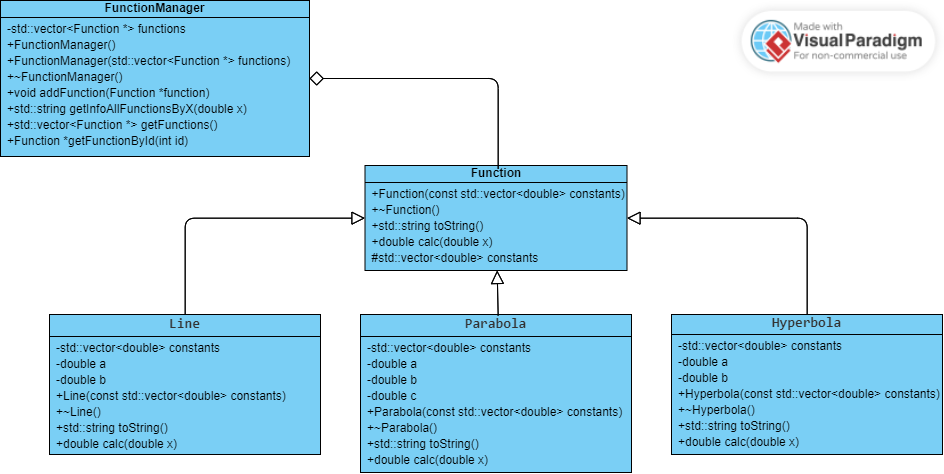 FunctionManager
-std::vector<Function *> functions
+FunctionManager()
+FunctionManager(std::vector<Function *> functions)
+~FunctionManager()
+void addFunction(Function *function)
+std::string getInfoAllFunctionsByX(double x)
+std::vector<Function *> getFunctions()
+Function *getFunctionById(int id)
Made with
Visual Paradigm
For non-commercial use
Function
+Function(const std::vector<double> constants)
+~Function()
+std::string toString()
+double calc(double x)
#std::vector<double> constants
Line
-std::vector<double> constants
-double a
-double b
+Line(const std::vector<double> constants)
+~Line()
+std::string toString()
+double calc(double x)
Parabola
-std::vector<double> constants
-double a
-double b
-double c
+Parabola(const std::vector<double> constants)
+~Parabola()
+std::string toString()
+double calc(double x)
Hyperbola
-std::vector<double> constants
-double a
-double b
+Hyperbola(const std::vector<double> constants)
+~Hyperbola()
+std::string toString()
+double calc(double x)